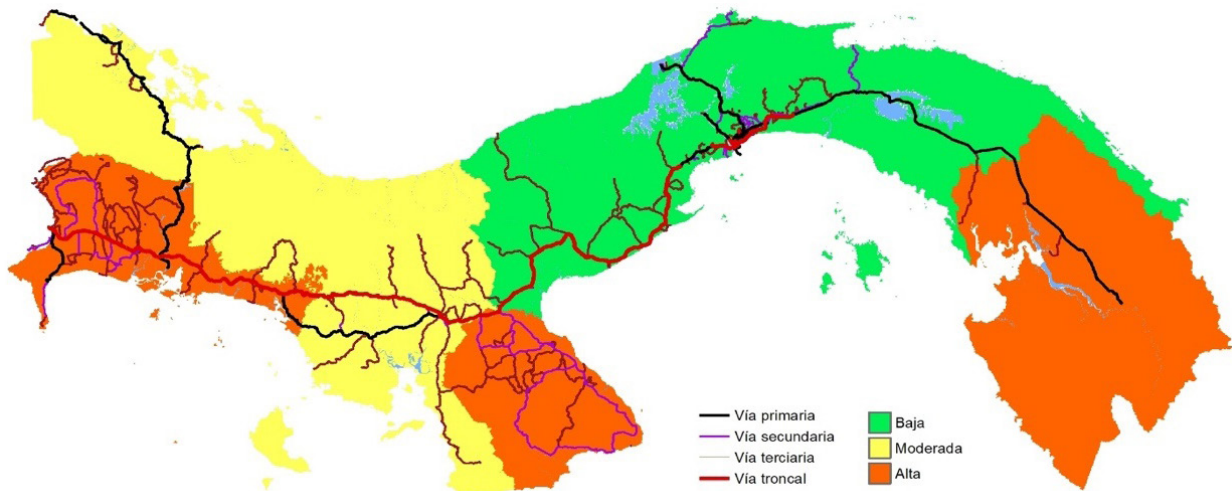 Vía primaria
Vía secundaria
Vía terciaria
Vía troncal
Baja
Moderada
Alta